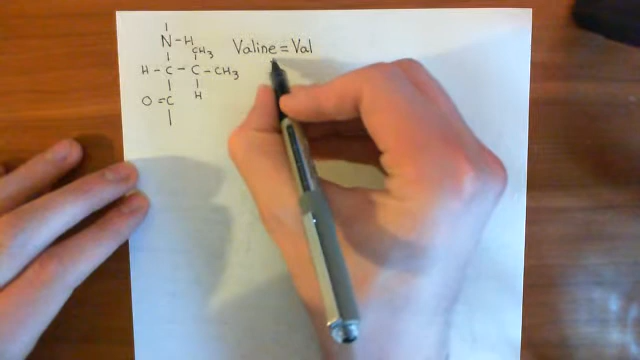 N-H
CH3
Valine = Val
H-C-C-CH3
H
O=C